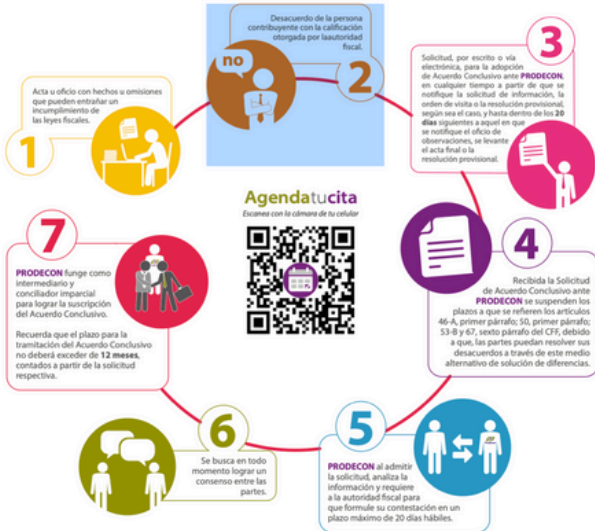 1
Acta u oficio con hechos u omisiones
que pueden entrañar un
incumplimiento de
las leyes fiscales.
no
2
Desacuerdo de la persona
contribuyente con la calificación
otorgada por laautoridad
fiscal.
3
Solicitud, por escrito o vía
electrónica, para la adopción
de Acuerdo Conclusivo ante PRODECON,
en cualquier tiempo a partir de que se
notifique la solicitud de información, la
orden de visita o la resolución provisional,
según sea el caso, y hasta dentro de los 20
días siguientes a aquel en que
se notifique el oficio de
observaciones, se levante
el acta final o la
resolución provisional.
Agendatucita
Escanea con la cámara de tu celular
4
Recibida la Solicitud
de Acuerdo Conclusivo ante
PRODECON se suspenden los
plazos a que se refieren los artículos
46-A, primer párrafo; 50, primer párrafo;
53-B y 67, sexto párrafo del CFF, debido
a que, las partes puedan resolver sus
desacuerdos a través de este medio
alternativo de solución de diferencias.
5
PRODECON al admitir
la solicitud, analiza la
información y requiere
a la autoridad fiscal para
que formule su contestación en un
plazo máximo de 20 días hábiles.
6
Se busca en todo
momento lograr un
consenso entre las
partes.
7
PRODECON funge como
intermediario y
conciliador imparcial
para lograr la suscripción
del Acuerdo Conclusivo.
Recuerda que el plazo para la
tramitación del Acuerdo Conclusivo
no deberá exceder de 12 meses,
contados a partir de la solicitud
respectiva.